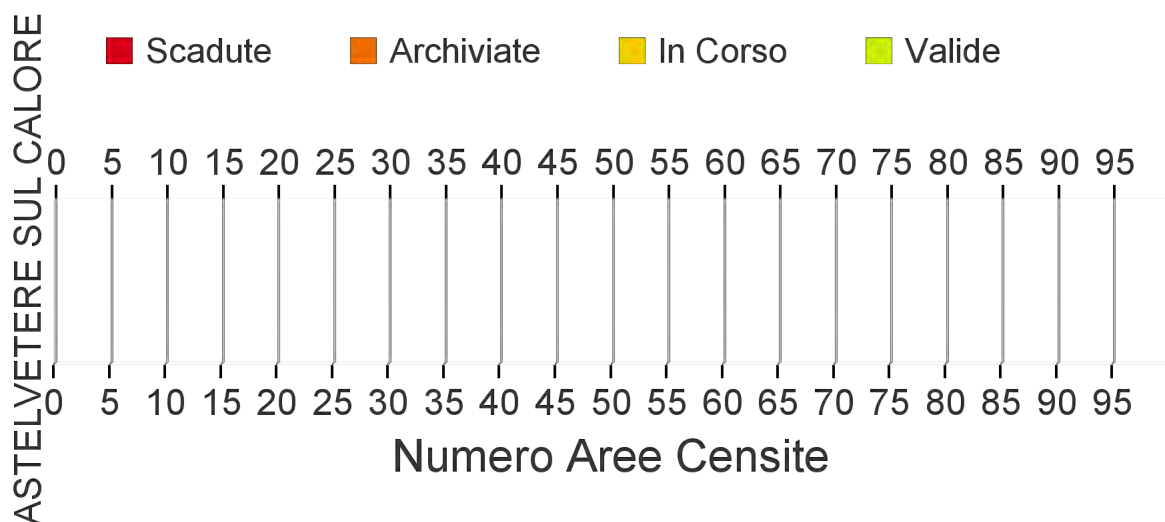 Scadute Archiviate In Corso Valide
ASTELVETERE SUL CALORE
0 5 10 15 20 25 30 35 40 45 50 55 60 65 70 75 80 85 90 95
0 5 10 15 20 25 30 35 40 45 50 55 60 65 70 75 80 85 90 95
Numero Aree Censite